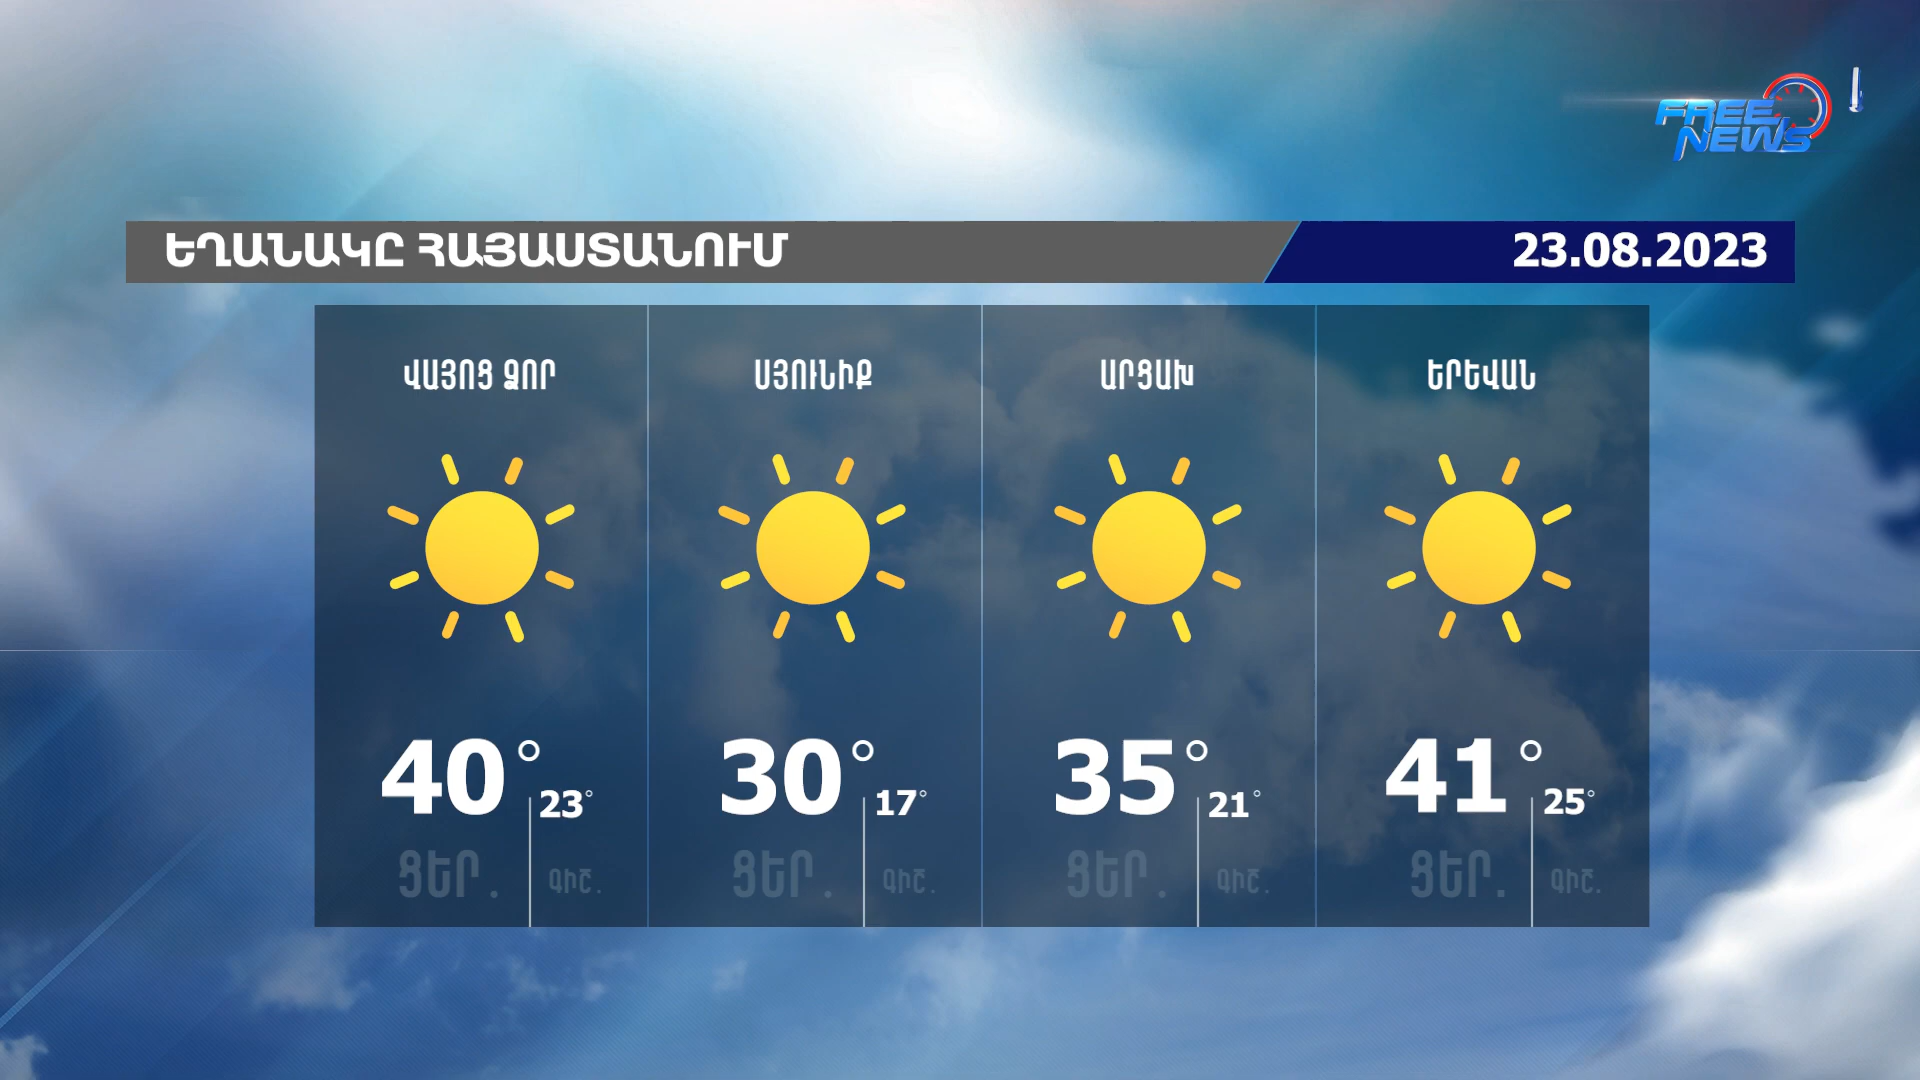 FREE
NEWS
ԵՂԱՆԱԿԸ ՀԱՅԱՍՏԱՆՈՒՄ
23.08.2023
ՎԱՅՈՑ ՁՈՐ
ՍՅՈՒՆԻՔ
ԱՐՑԱԽ
ԵՐԵՎԱՆ
40° 23°
30° 17°
35° 21°
41° 25°
ՑԵՐ. ԳԻՇ.
ՑԵՐ. ԳԻՇ.
ՑԵՐ. ԳԻՇ.
ՑԵՐ. ԳԻՇ.